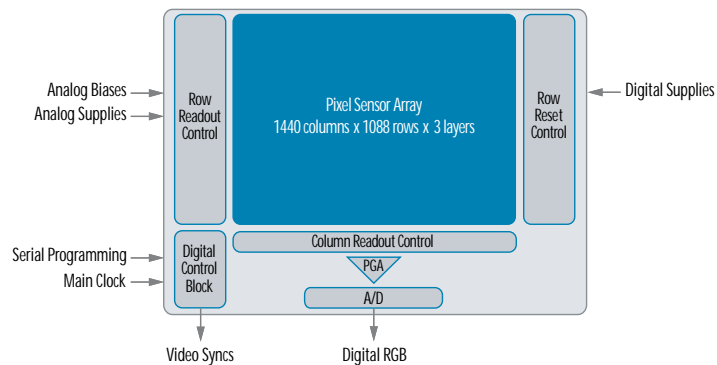 Analog Biases
Analog Supplies
Row
Readout
Control
Pixel Sensor Array
1440 columns x 1088 rows x 3 layers
Row
Reset
Control
Digital Supplies
Serial Programming
Main Clock
Digital
Control
Block
Column Readout Control
PGA
A/D
Video Syncs
Digital RGB